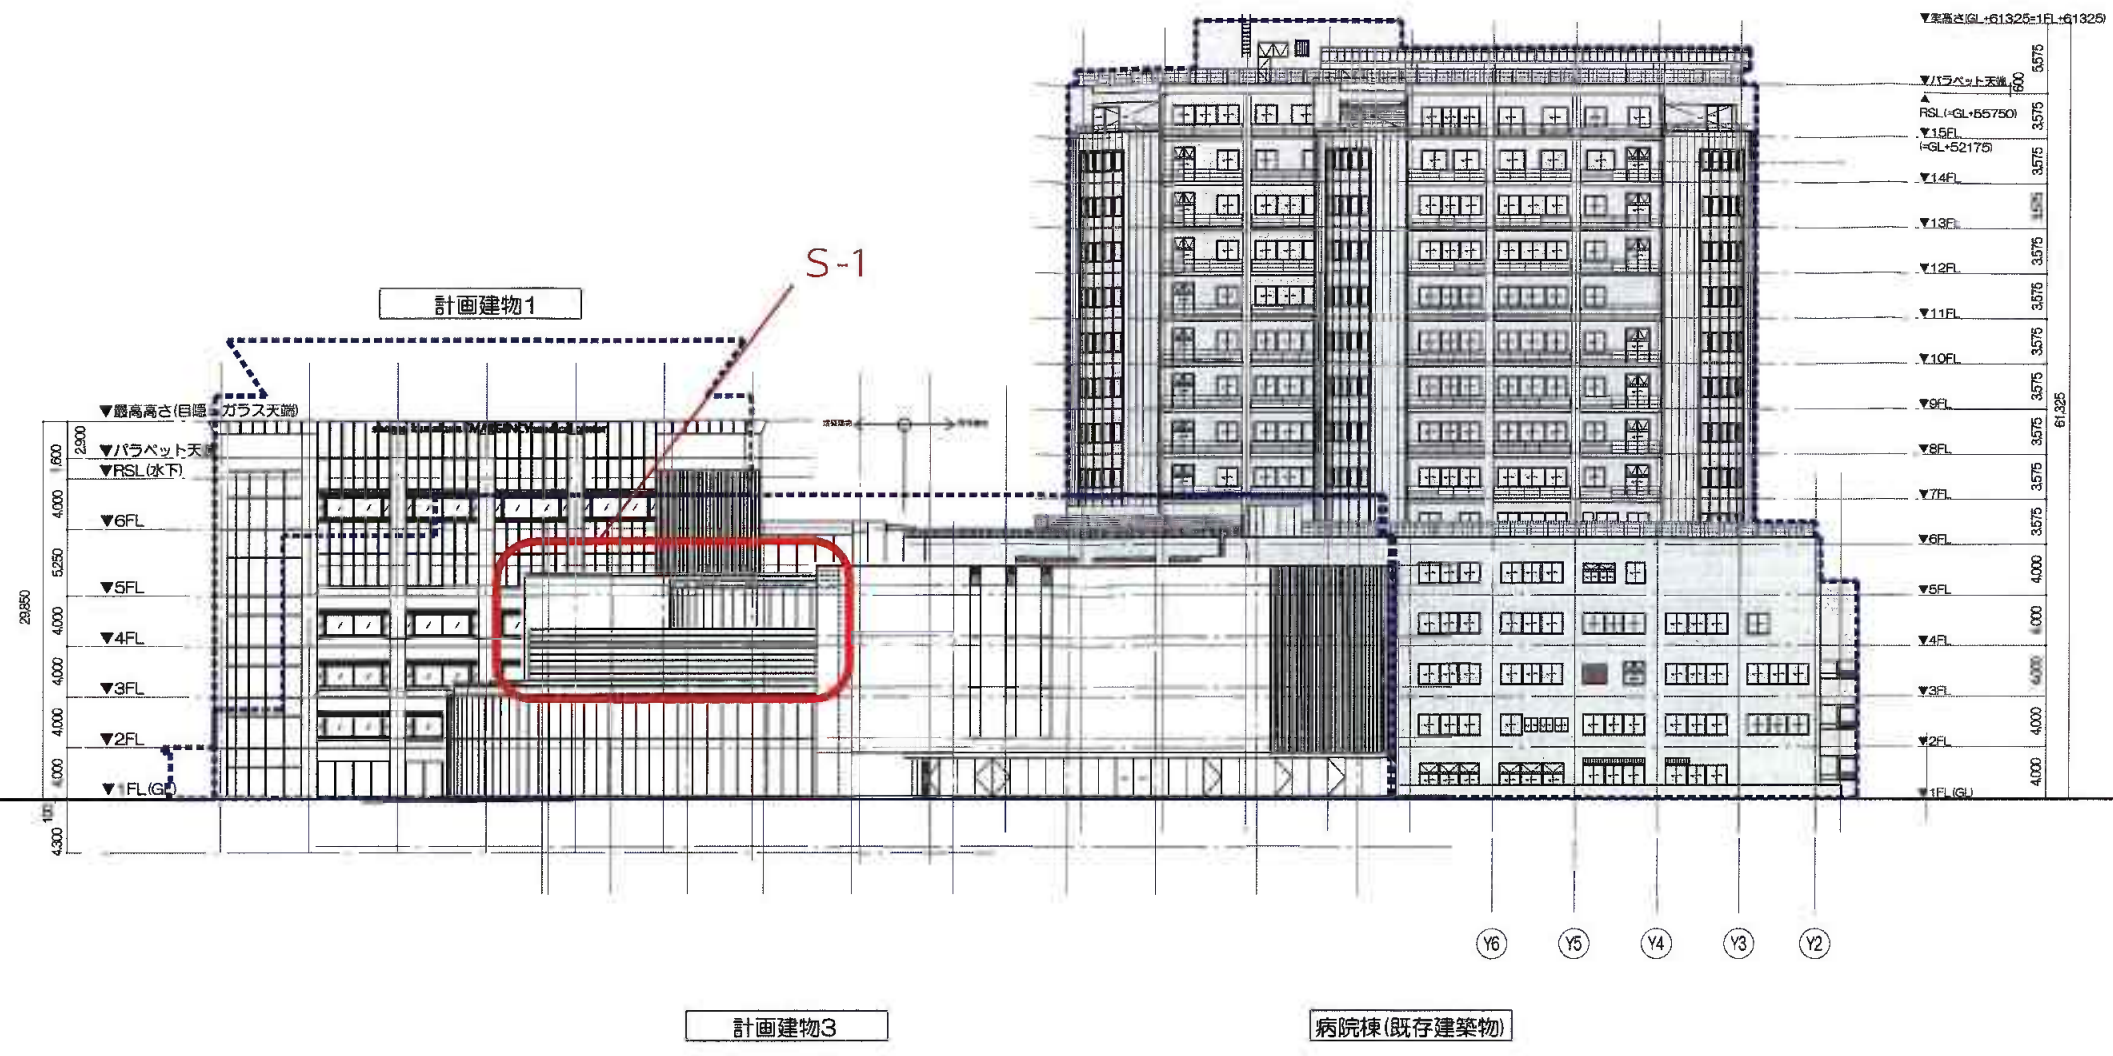 ▼最高高さ(GL+61325=1FL+61325)
5,575
▼パラペット天端
600
RSL(=GL+55750)
3,575
▼15FL
(=GL+52175)
3,575
▼14FL
3,575
▼13FL
3,575
▼12FL
3,575
▼11FL
3,575
▼10FL
3,575
▼9FL
3,575
▼8FL
3,575
▼7FL
3,575
▼6FL
4,000
▼5FL
4,000
▼4FL
4,000
▼3FL
4,000
▼2FL
4,000
▼1FL(GL)
61,325
S-1
計画建物1
▼最高高さ(目隠しガラス天端)
2,900
▼パラペット天端
1,600
▼RSL(水下)
4,000
▼6FL
5,250
▼5FL
4,000
▼4FL
4,000
▼3FL
4,000
▼2FL
4,000
▼1FL(GL)
29,850
100
4,300
Y6
Y5
Y4
Y3
Y2
計画建物3
病院棟(既存建築物)